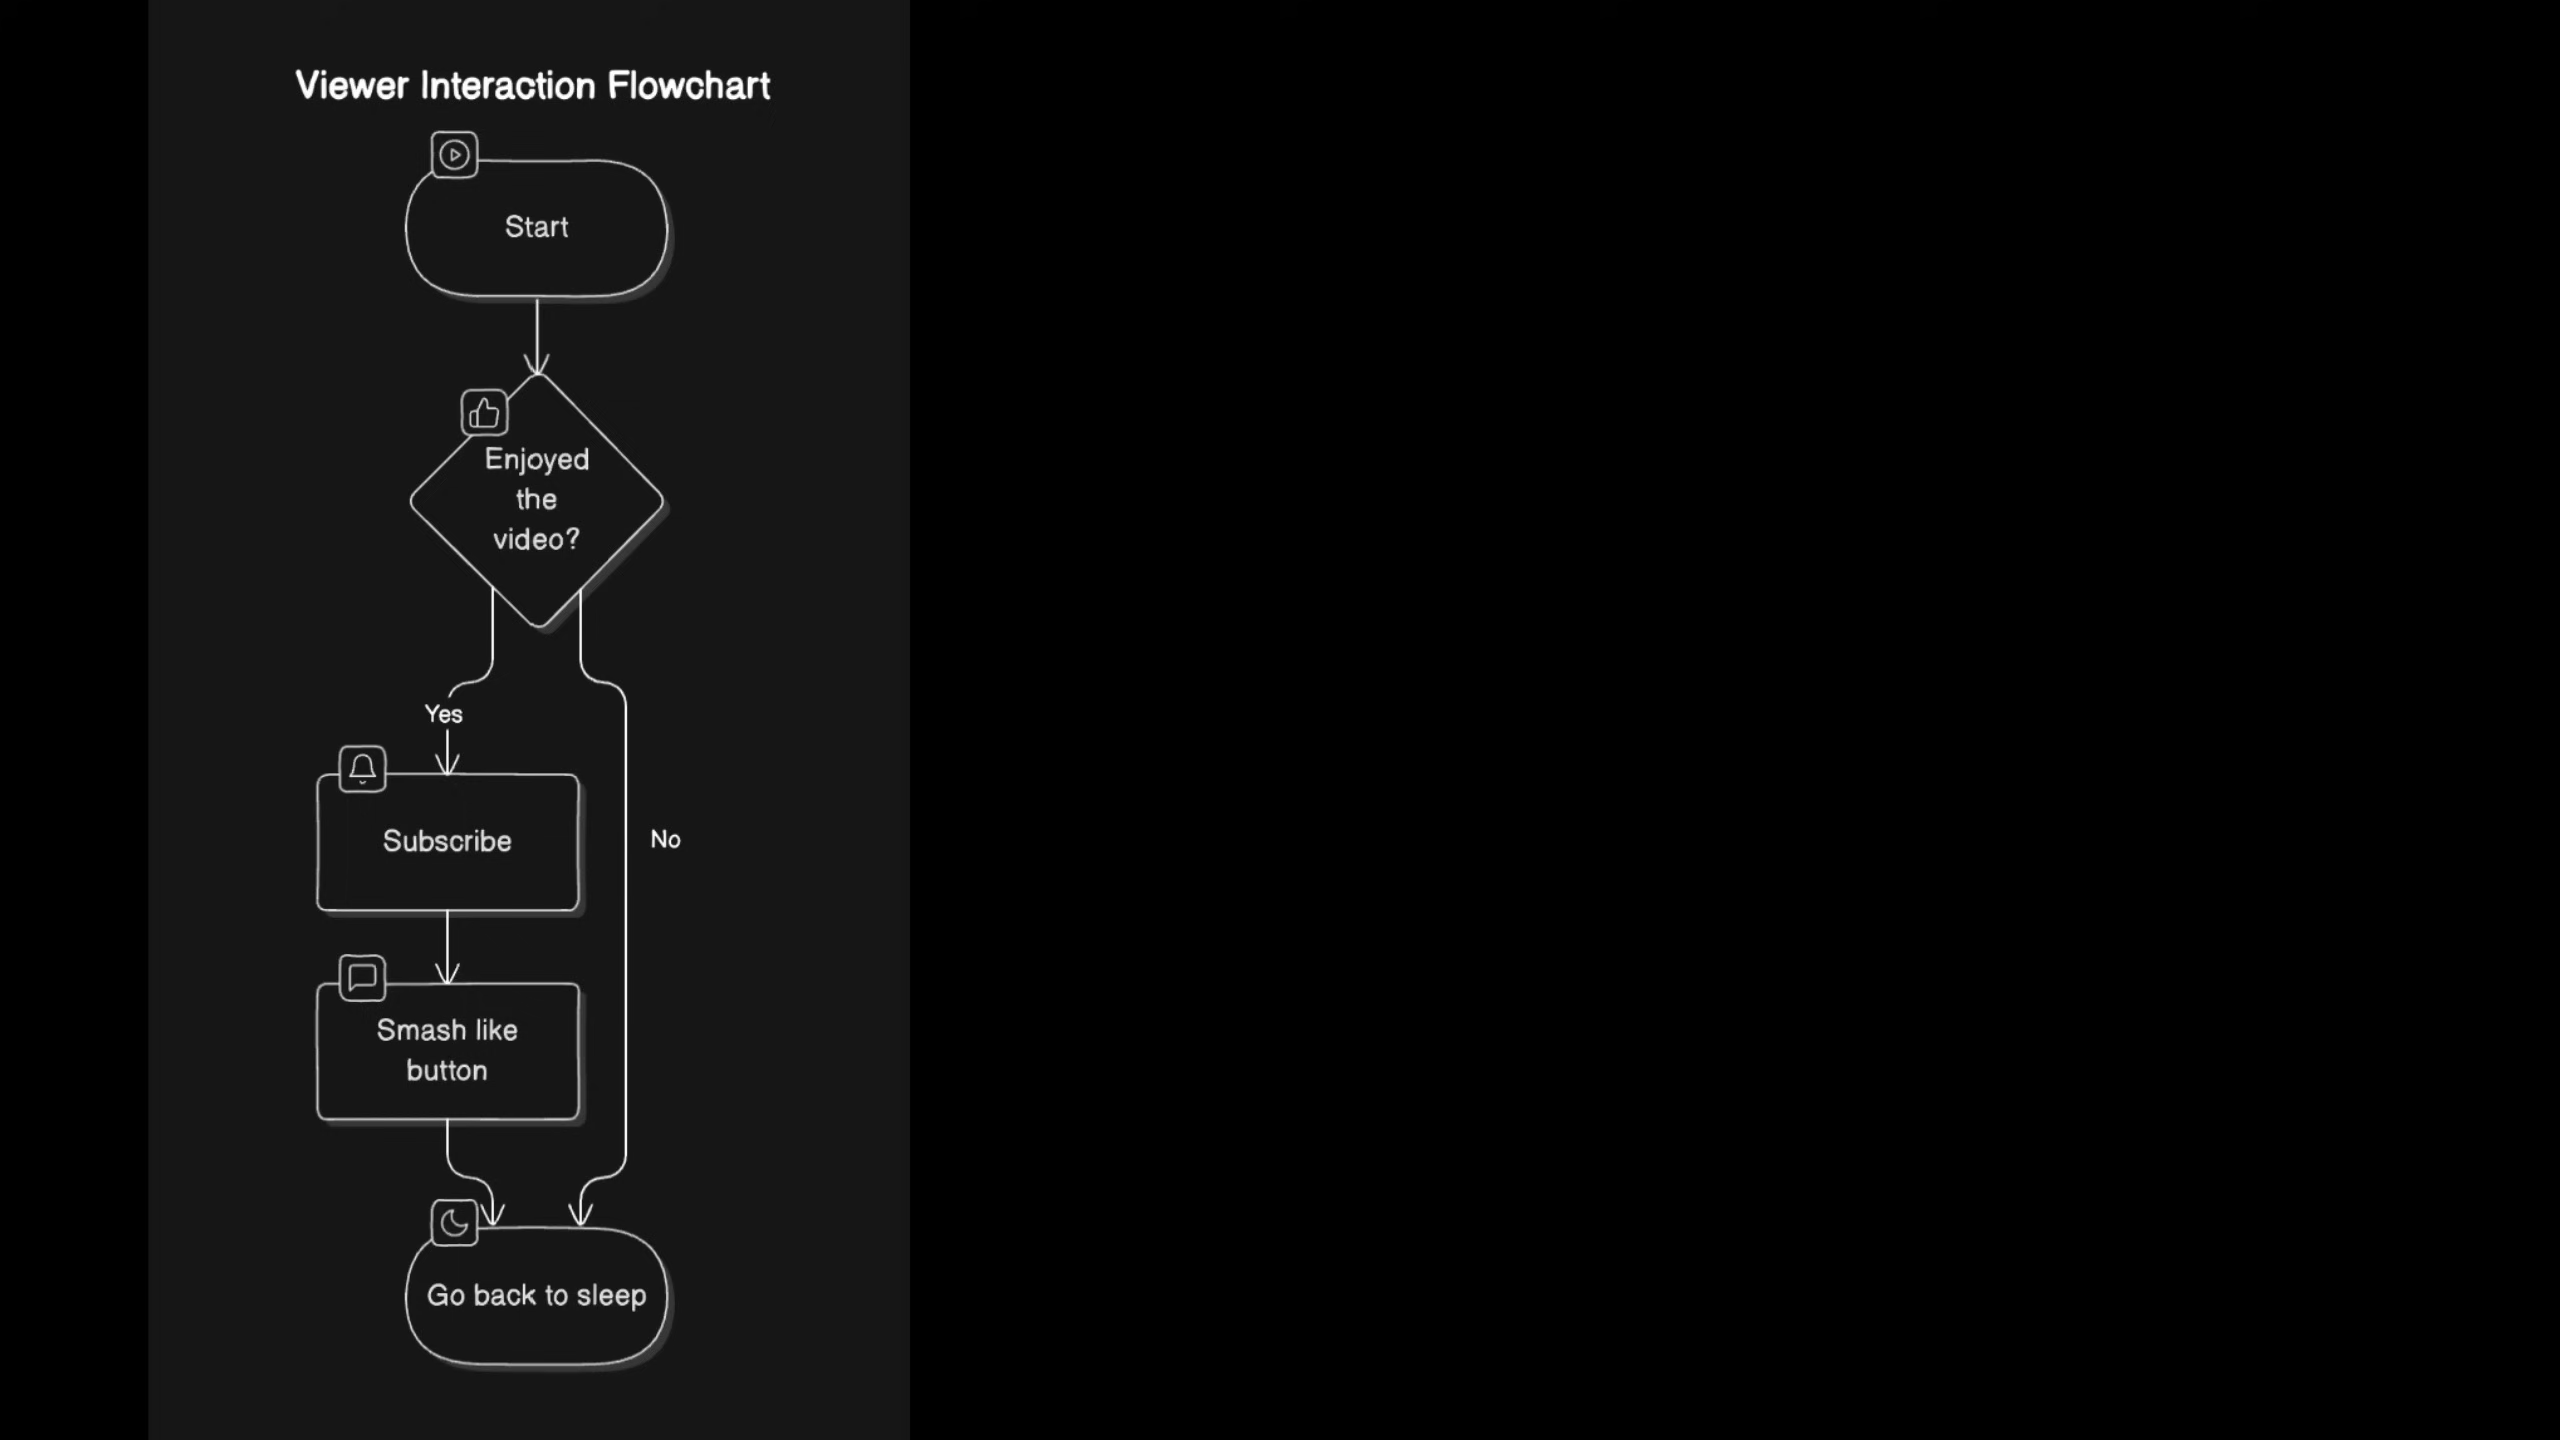 Viewer Interaction Flowchart
Start
Enjoyed
the
video?
Yes
Subscribe
No
Smash like
button
Go back to sleep